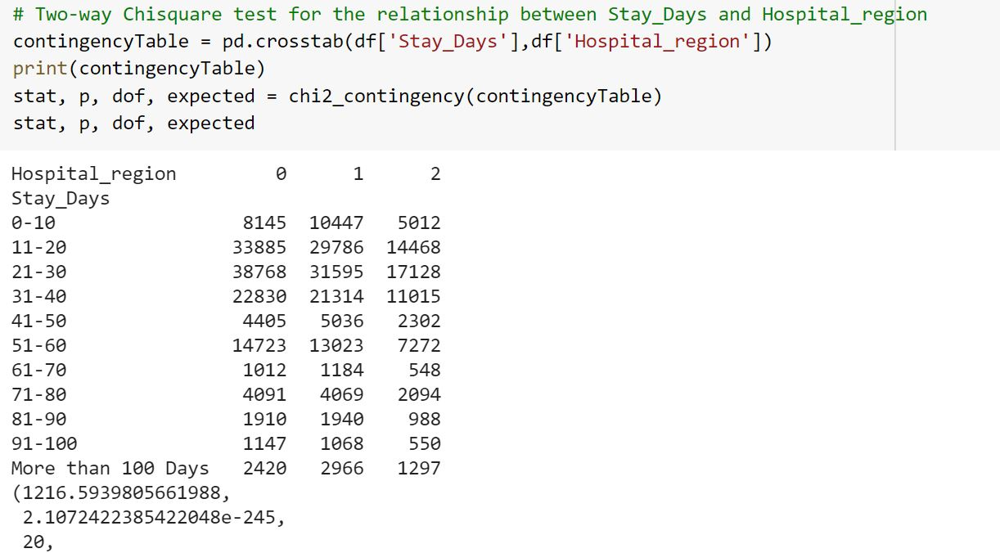 # Two-way Chisquare test for the relationship between Stay_Days and Hospital_region
contingencyTable = pd.crosstab(df['Stay_Days'],df['Hospital_region'])
print(contingencyTable)
stat, p, dof, expected = chi2_contingency(contingencyTable)
stat, p, dof, expected
Hospital_region 0 1 2
Stay_Days
0-10 8145 10447 5012
11-20 33885 29786 14468
21-30 38768 31595 17128
31-40 22830 21314 11015
41-50 4405 5036 2302
51-60 14723 13023 7272
61-70 1012 1184 548
71-80 4091 4069 2094
81-90 1910 1940 988
91-100 1147 1068 550
More than 100 Days 2420 2966 1297
(1216.5939805661988,
2.1072422385422048e-245,
20,